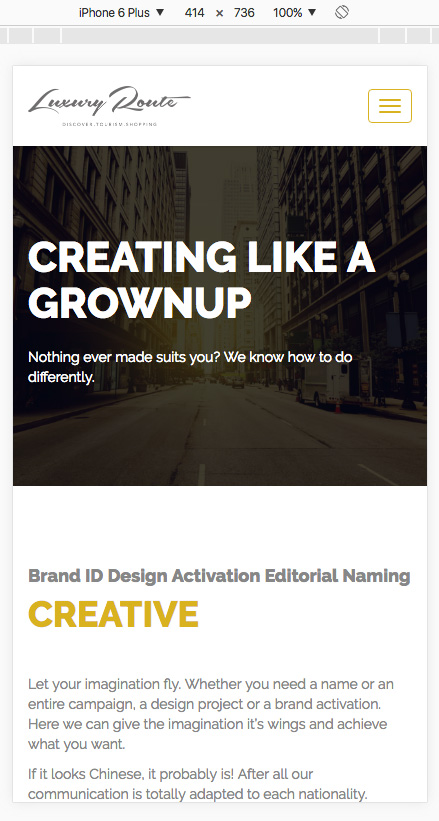 iPhone 6 Plus ▼ 414 × 736 100% ▼
Luxury Route
DISCOVER.TOURISM.SHOPPING
CREATING LIKE A
GROWNUP
Nothing ever made suits you? We know how to do
differently.
Brand ID Design Activation Editorial Naming
CREATIVE
Let your imagination fly. Whether you need a name or an
entire campaign, a design project or a brand activation.
Here we can give the imagination it's wings and achieve
what you want.
If it looks Chinese, it probably is! After all our
communication is totally adapted to each nationality.